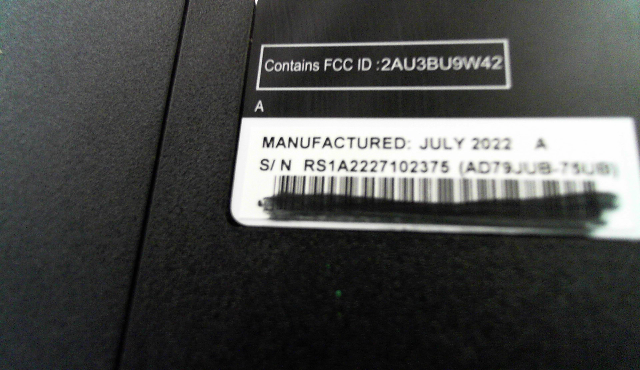 Contains FCC ID :2AU3BU9W42
A
MANUFACTURED: JULY 2022 A
S/N RS1A2227102375 (AD79JUB-75UB)